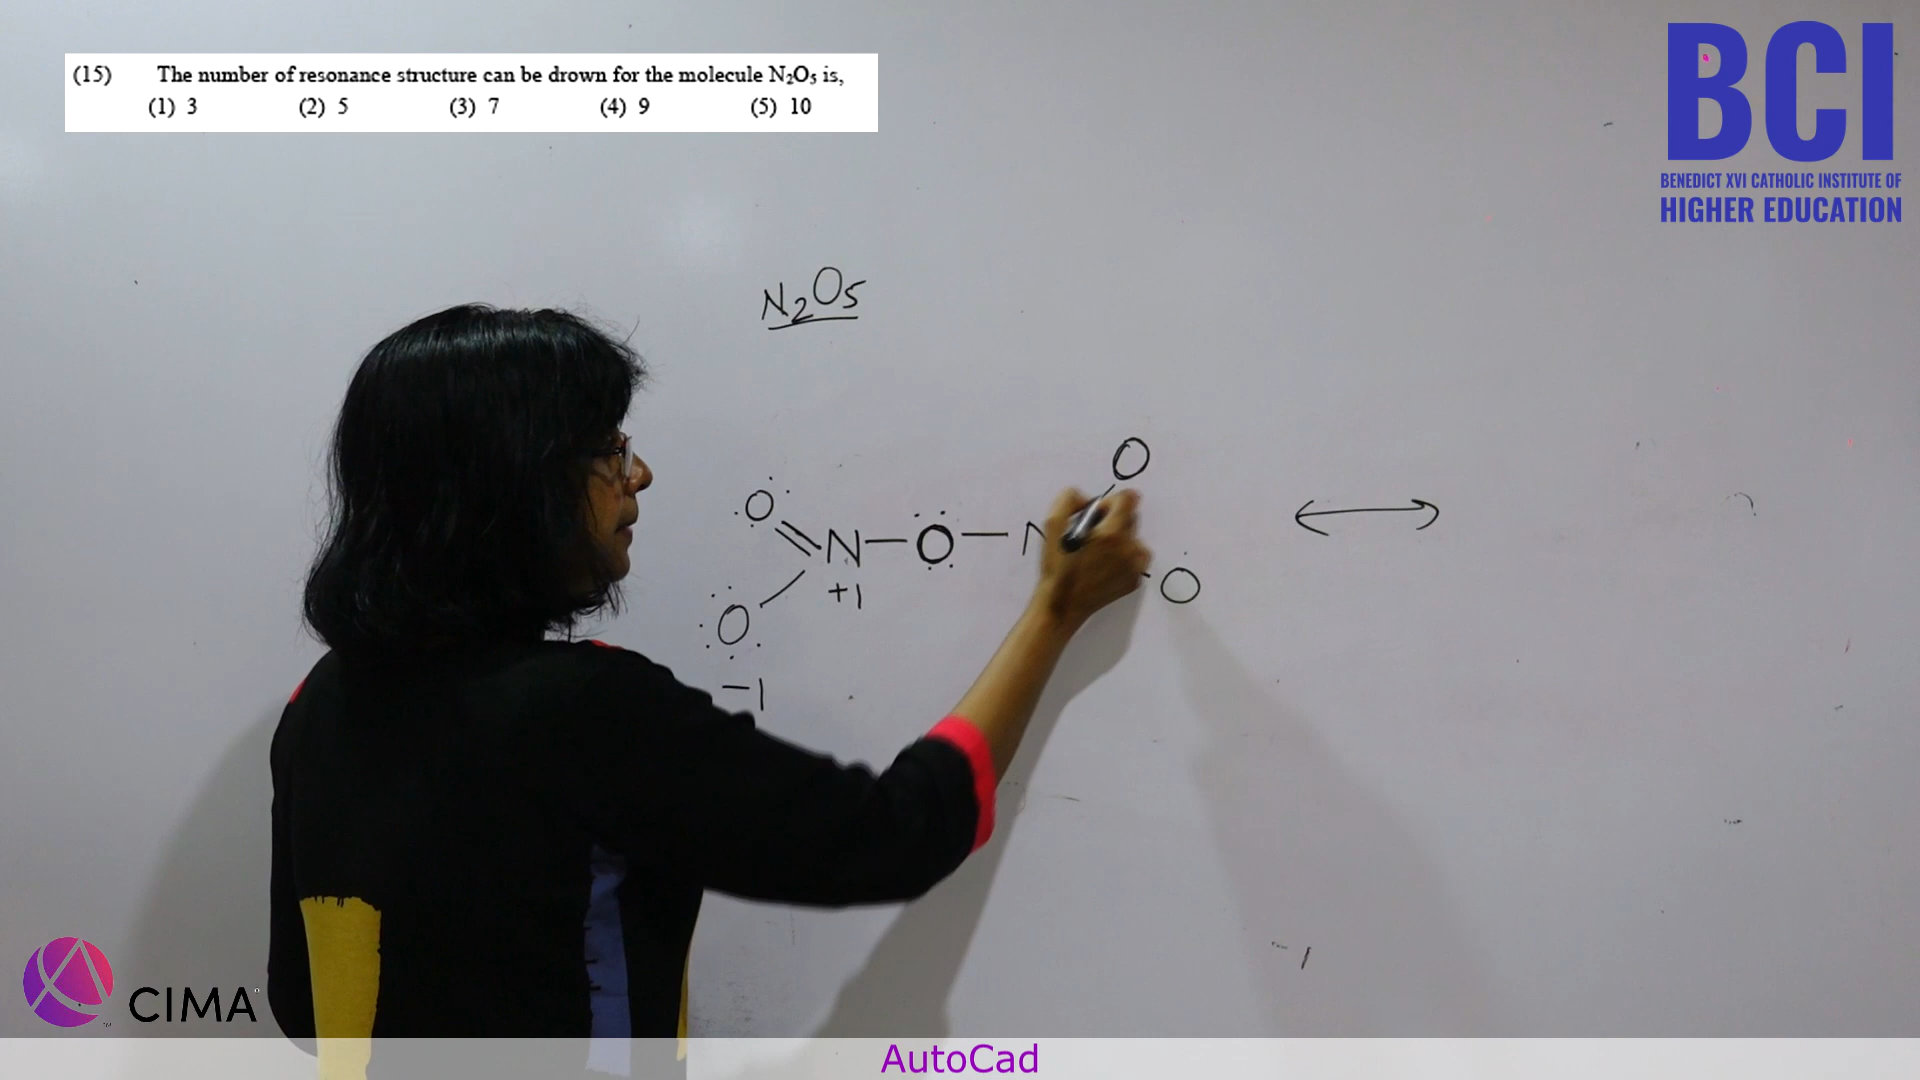 (15) The number of resonance structure can be drown for the molecule N₂O₅ is,
(1) 3 (2) 5 (3) 7 (4) 9 (5) 10
BCI
BENEDICT XVI CATHOLIC INSTITUTE OF
HIGHER EDUCATION
N₂O₅
O O
N — O — N
+1
O O
−1
CIMA
AutoCad